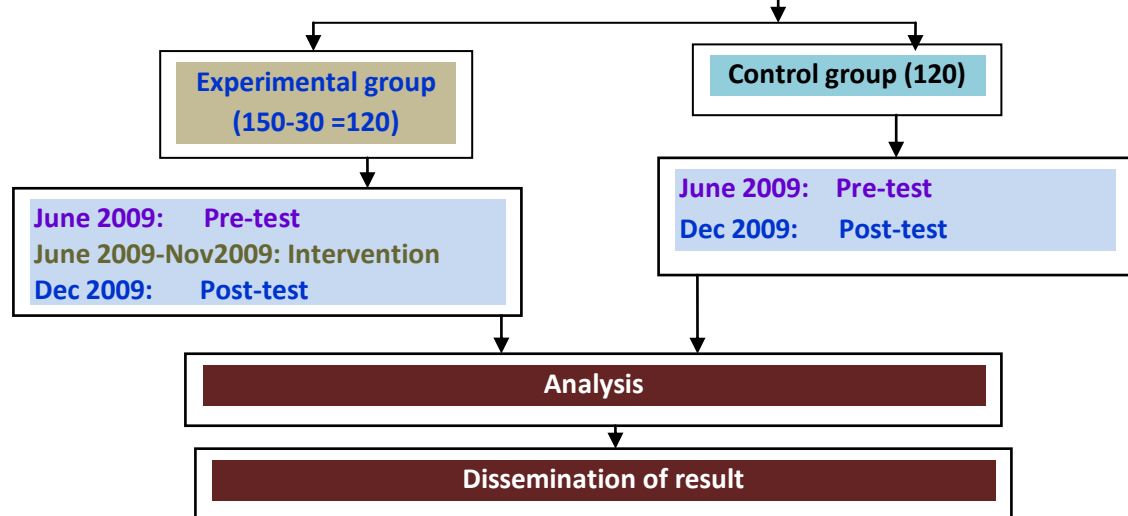 Experimental group
(150-30 =120)
Control group (120)
June 2009: Pre-test
June 2009-Nov2009: Intervention
Dec 2009: Post-test
June 2009: Pre-test
Dec 2009: Post-test
Analysis
Dissemination of result